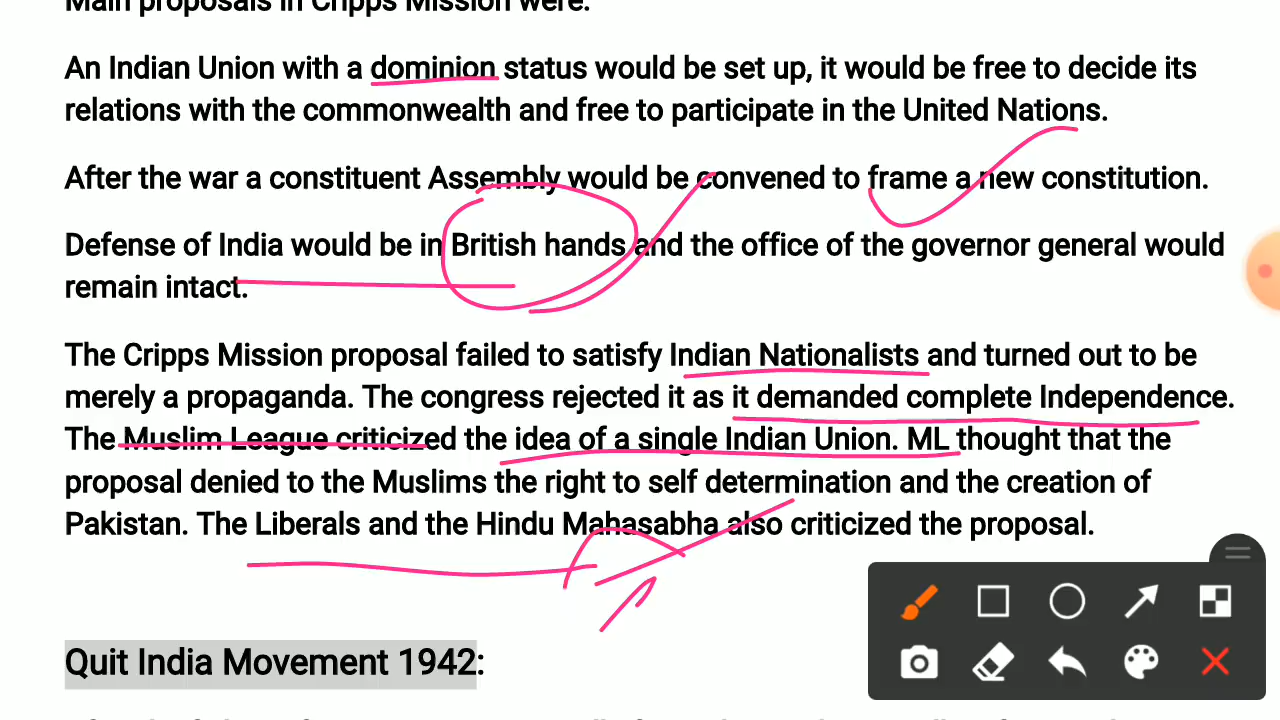 Main proposals in Cripps Mission were:
An Indian Union with a dominion status would be set up, it would be free to decide its
relations with the commonwealth and free to participate in the United Nations.
After the war a constituent Assembly would be convened to frame a new constitution.
Defense of India would be in British hands and the office of the governor general would
remain intact.
The Cripps Mission proposal failed to satisfy Indian Nationalists and turned out to be
merely a propaganda. The congress rejected it as it demanded complete Independence.
The Muslim League criticized the idea of a single Indian Union. ML thought that the
proposal denied to the Muslims the right to self determination and the creation of
Pakistan. The Liberals and the Hindu Mahasabha also criticized the proposal.
Quit India Movement 1942: